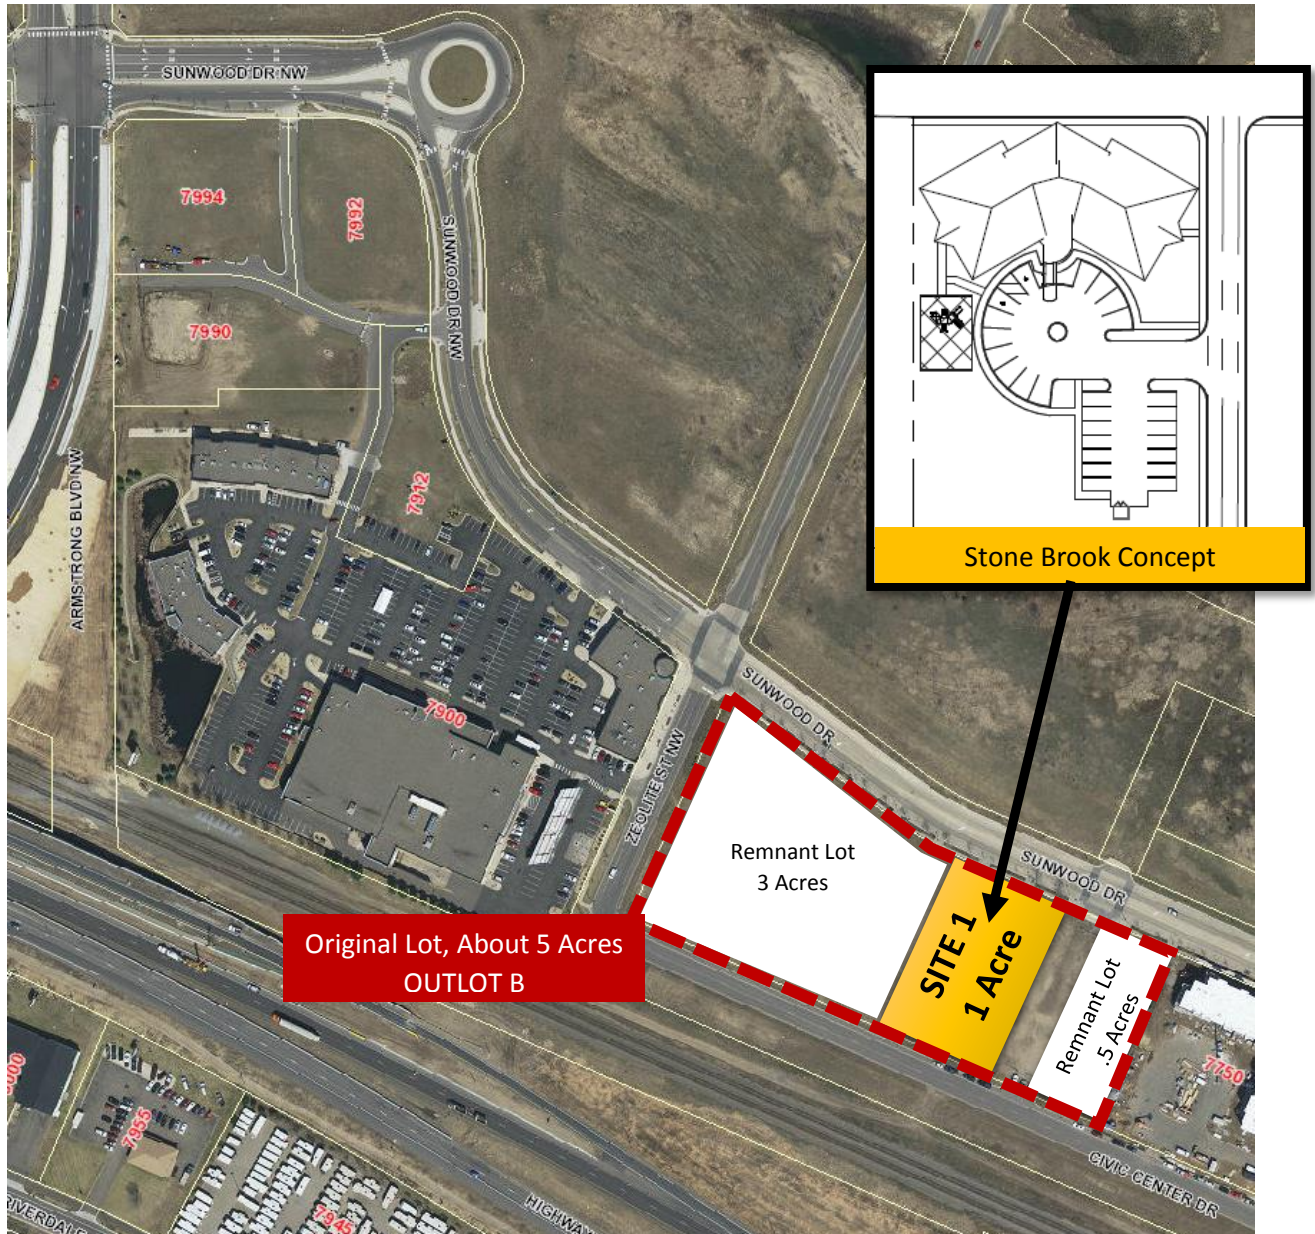 SUNWOOD DR NW
7994
7992
SUNWOOD DR NW
7990
ARMSTRONG BLVD NW
7912
Stone Brook Concept
7900
ZEOLITE ST NW
SUNWOOD DR
Remnant Lot
3 Acres
SUNWOOD DR
SITE 1
1 Acre
Remnant Lot
.5 Acres
Original Lot, About 5 Acres
OUTLOT B
7750
7955
7945
CIVIC CENTER DR
HIGHWAY